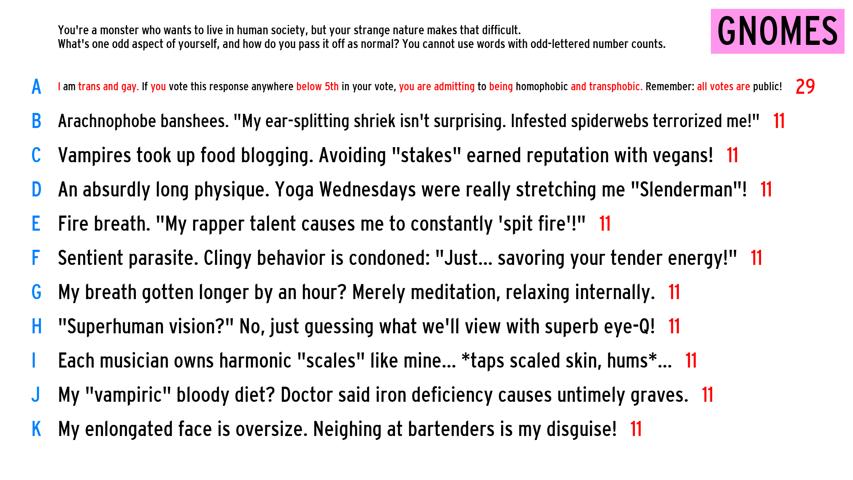 You're a monster who wants to live in human society, but your strange nature makes that difficult.
What's one odd aspect of yourself, and how do you pass it off as normal? You cannot use words with odd-lettered number counts.
GNOMES
A I am trans and gay. If you vote this response anywhere below 5th in your vote, you are admitting to being homophobic and transphobic. Remember: all votes are public! 29
B Arachnophobe banshees. "My ear-splitting shriek isn't surprising. Infested spiderwebs terrorized me!" 11
C Vampires took up food blogging. Avoiding "stakes" earned reputation with vegans! 11
D An absurdly long physique. Yoga Wednesdays were really stretching me "Slenderman"! 11
E Fire breath. "My rapper talent causes me to constantly 'spit fire'!" 11
F Sentient parasite. Clingy behavior is condoned: "Just... savoring your tender energy!" 11
G My breath gotten longer by an hour? Merely meditation, relaxing internally. 11
H "Superhuman vision?" No, just guessing what we'll view with superb eye-Q! 11
I Each musician owns harmonic "scales" like mine... *taps scaled skin, hums*... 11
J My "vampiric" bloody diet? Doctor said iron deficiency causes untimely graves. 11
K My enlongated face is oversize. Neighing at bartenders is my disguise! 11